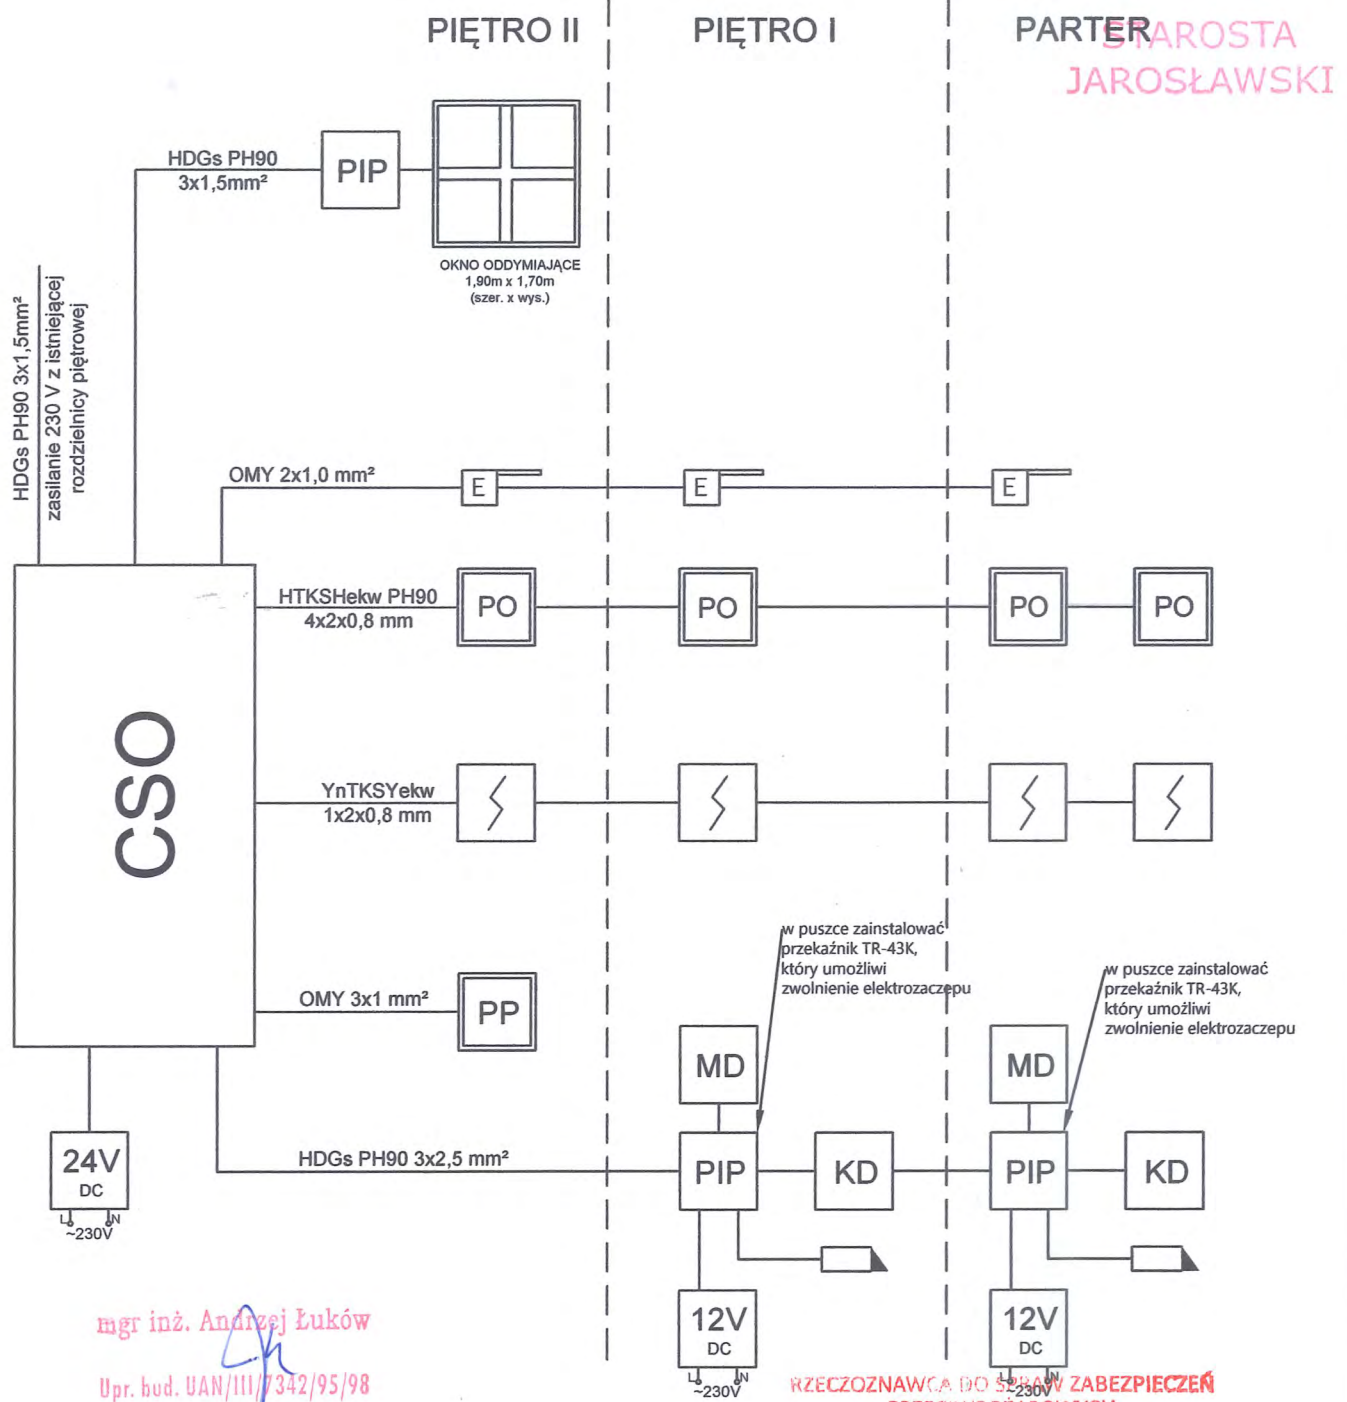 PIĘTRO II
PIĘTRO I
PARTER
STAROSTA
JAROSŁAWSKI
HDGs PH90
3x1,5mm²
PIP
OKNO ODDYMIAJĄCE
1,90m x 1,70m
(szer. x wys.)
HDGs PH90 3x1,5mm²
zasilanie 230 V z istniejącej
rozdzielnicy piętrowej
OMY 2x1,0 mm²
E
E
E
HTKSHekw PH90
4x2x0,8 mm
PO
PO
PO
PO
CSO
YnTKSYekw
1x2x0,8 mm
w puszce zainstalować
przekaźnik TR-43K,
który umożliwi
zwolnienie elektrozaczepu
w puszce zainstalować
przekaźnik TR-43K,
który umożliwi
zwolnienie elektrozaczepu
OMY 3x1 mm²
PP
MD
MD
24V
DC
L N
~230V
HDGs PH90 3x2,5 mm²
PIP
KD
PIP
KD
12V
DC
L N
~230V
12V
DC
L N
~230V
mgr inż. Andrzej Łuków
Upr. bud. UAN/III/7342/95/98
RZECZOZNAWCA DO SPRAW ZABEZPIECZEŃ